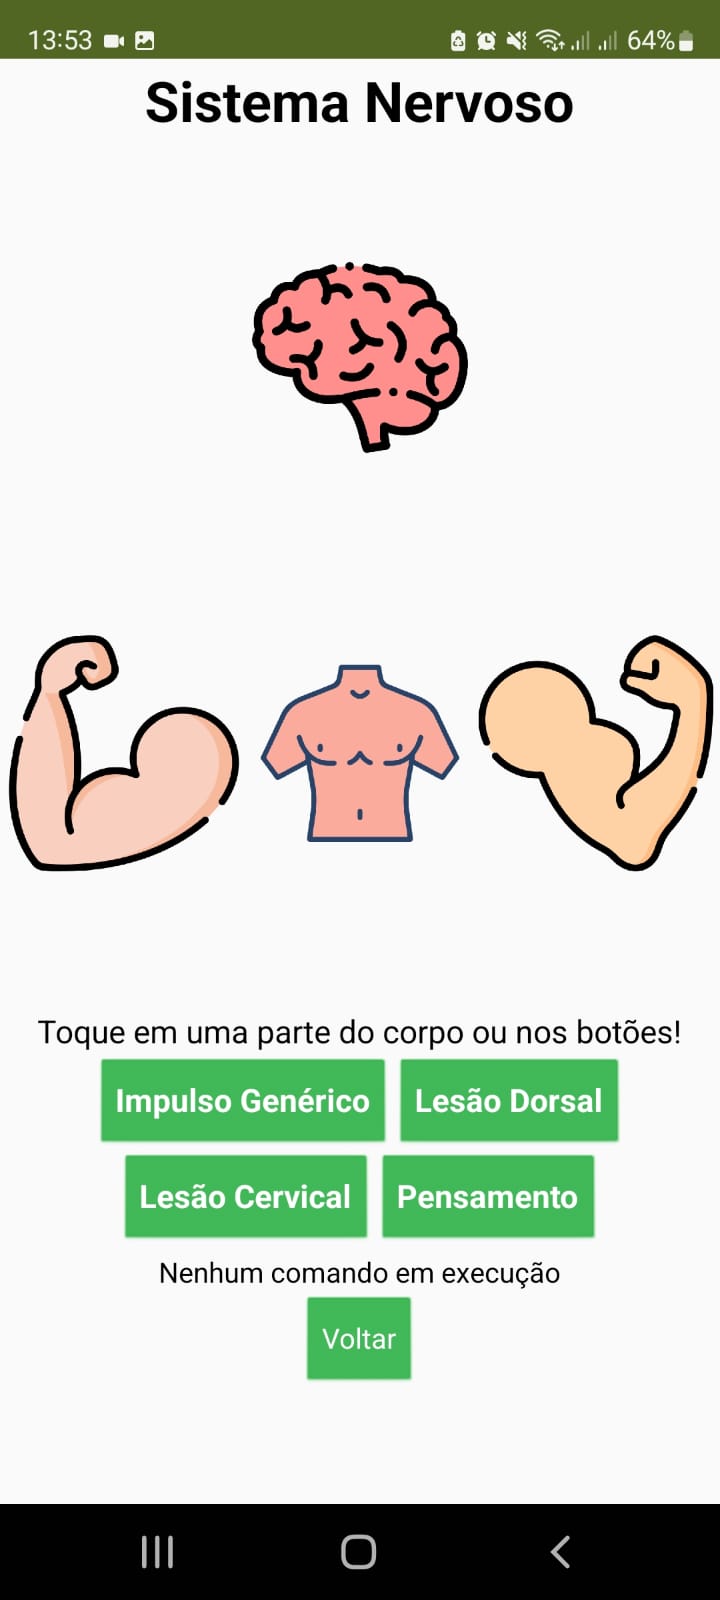 13:53 64%
Sistema Nervoso
Toque em uma parte do corpo ou nos botões!
Impulso Genérico Lesão Dorsal
Lesão Cervical Pensamento
Nenhum comando em execução
Voltar